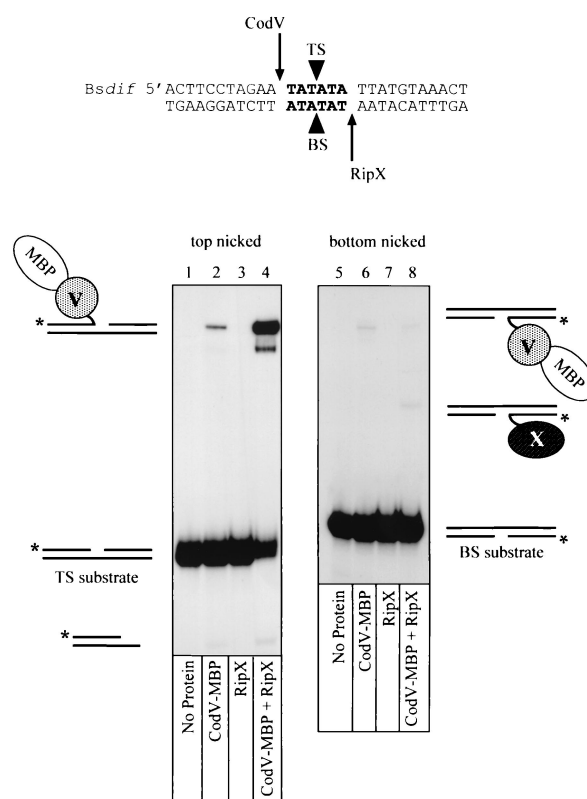 CodV
TS
Bsdif 5' ACTTCCTAGAA TATATA TTATGTAAACT
TGAAGGATCTT ATATAT AATACATTTGA
BS
RipX
top nicked
bottom nicked
1 2 3 4
5 6 7 8
MBP
V
*
V
*
MBP
X
*
*
TS substrate
*
BS substrate
*
No Protein
CodV-MBP
RipX
CodV-MBP + RipX
No Protein
CodV-MBP
RipX
CodV-MBP + RipX